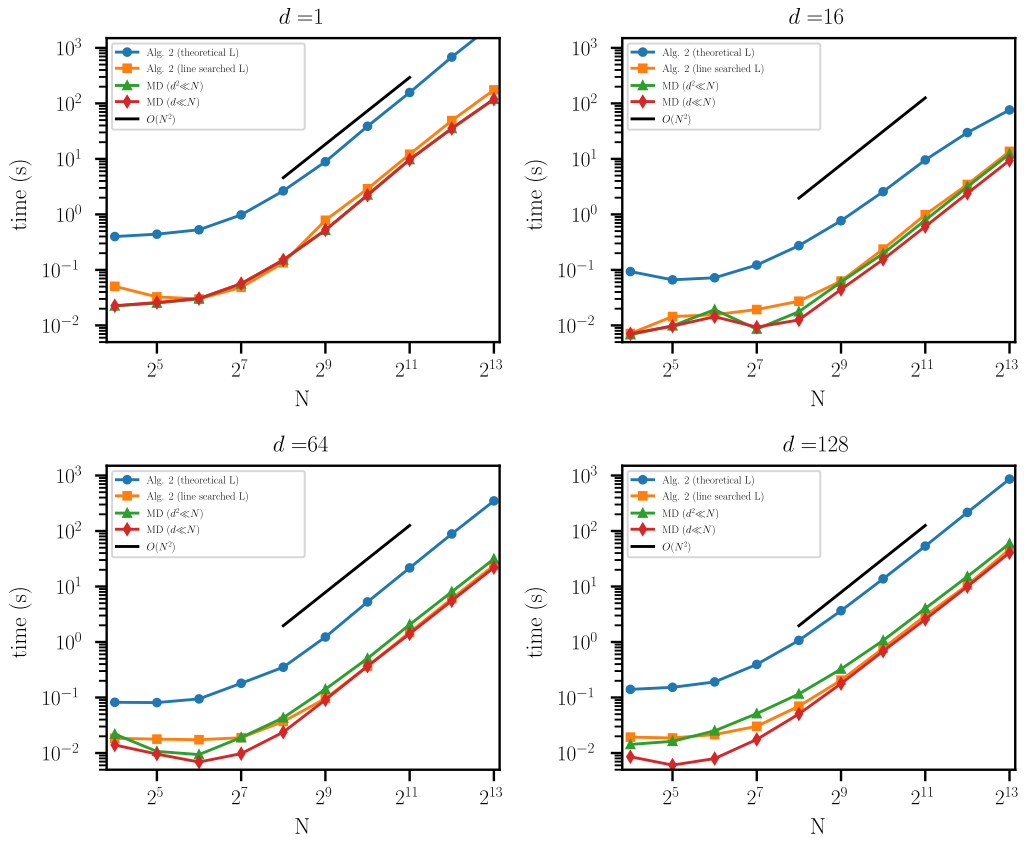 d =1
10³
10²
10¹
10⁰
10⁻¹
10⁻²
time (s)
Alg. 2 (theoretical L)
Alg. 2 (line searched L)
MD (d²≪N)
MD (d≪N)
O(N²)
2⁵ 2⁷ 2⁹ 2¹¹ 2¹³
N
d =16
10³
10²
10¹
10⁰
10⁻¹
10⁻²
time (s)
Alg. 2 (theoretical L)
Alg. 2 (line searched L)
MD (d²≪N)
MD (d≪N)
O(N²)
2⁵ 2⁷ 2⁹ 2¹¹ 2¹³
N
d =64
10³
10²
10¹
10⁰
10⁻¹
10⁻²
time (s)
Alg. 2 (theoretical L)
Alg. 2 (line searched L)
MD (d²≪N)
MD (d≪N)
O(N²)
2⁵ 2⁷ 2⁹ 2¹¹ 2¹³
N
d =128
10³
10²
10¹
10⁰
10⁻¹
10⁻²
time (s)
Alg. 2 (theoretical L)
Alg. 2 (line searched L)
MD (d²≪N)
MD (d≪N)
O(N²)
2⁵ 2⁷ 2⁹ 2¹¹ 2¹³
N